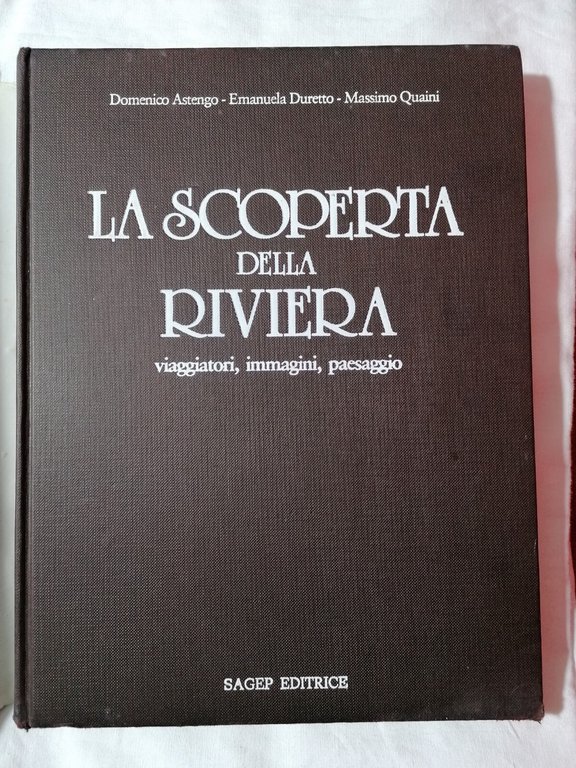 Domenico Astengo - Emanuela Duretto - Massimo Quaini
LA SCOPERTA
DELLA
RIVIERA
viaggiatori, immagini, paesaggio
SAGEP EDITRICE